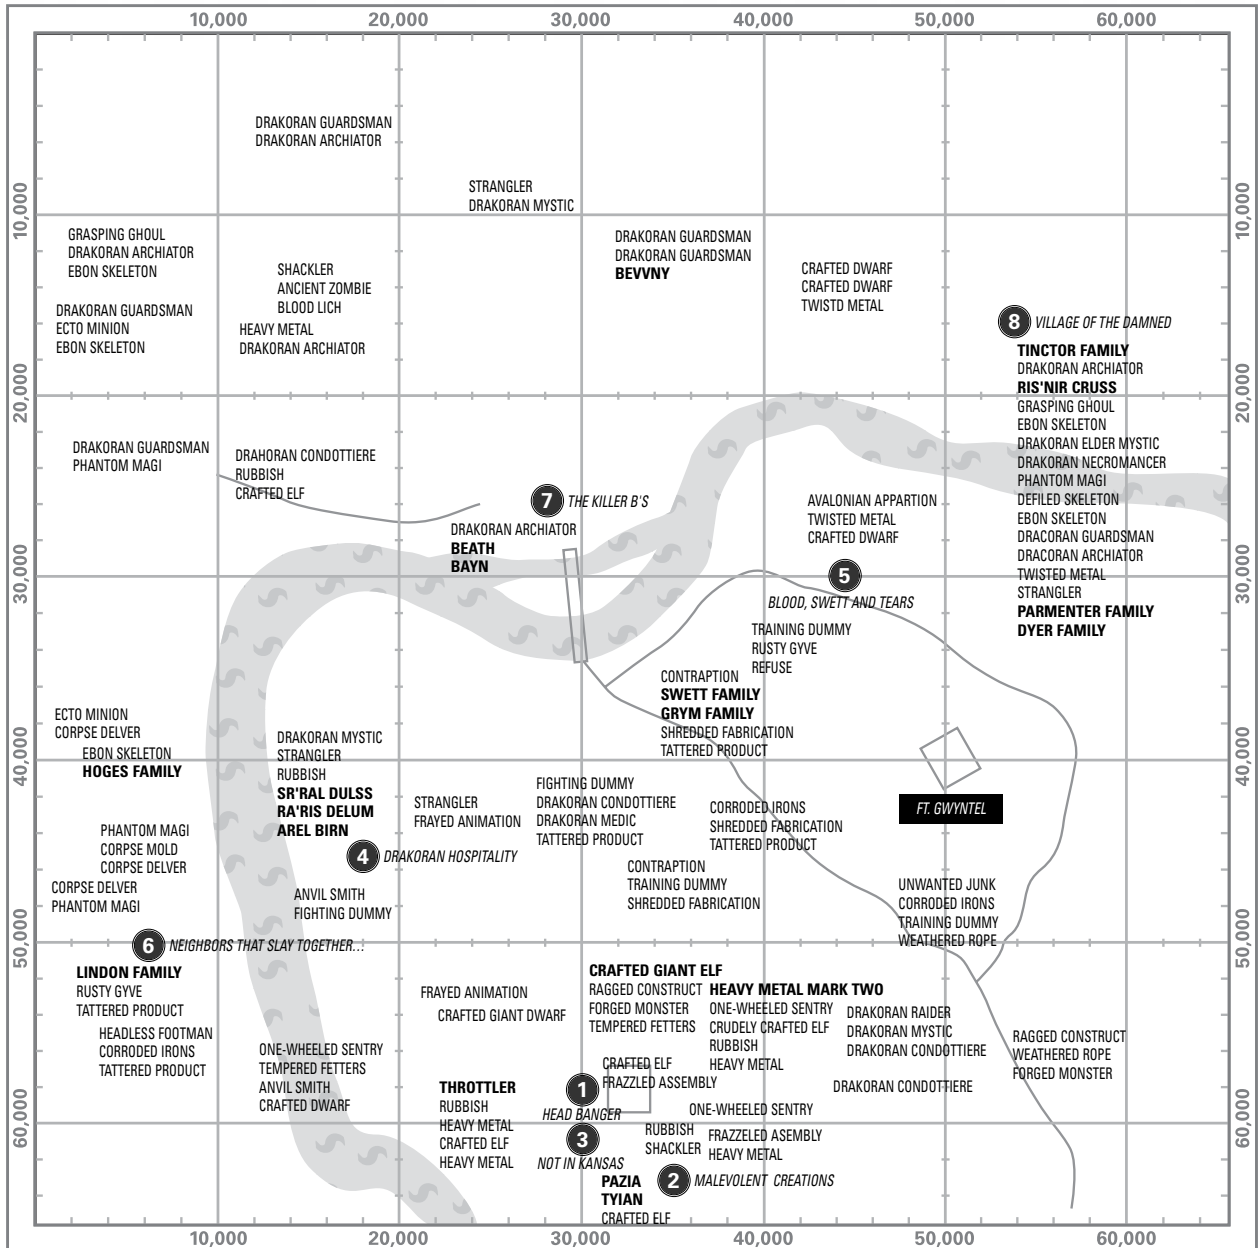 10,000 20,000 30,000 40,000 50,000 60,000
DRAKORAN GUARDSMAN
DRAKORAN ARCHIATOR
STRANGLER
DRAKORAN MYSTIC
10,000
10,000
GRASPING GHOUL
DRAKORAN ARCHIATOR
EBON SKELETON
DRAKORAN GUARDSMAN
ECTO MINION
EBON SKELETON
SHACKLER
ANCIENT ZOMBIE
BLOOD LICH
HEAVY METAL
DRAKORAN ARCHIATOR
DRAKORAN GUARDSMAN
DRAKORAN GUARDSMAN
BEVVNY
CRAFTED DWARF
CRAFTED DWARF
TWISTD METAL
8 VILLAGE OF THE DAMNED
TINCTOR FAMILY
DRAKORAN ARCHIATOR
RIS'NIR CRUSS
GRASPING GHOUL
EBON SKELETON
DRAKORAN ELDER MYSTIC
DRAKORAN NECROMANCER
PHANTOM MAGI
DEFILED SKELETON
EBON SKELETON
DRACORAN GUARDSMAN
DRACORAN ARCHIATOR
TWISTED METAL
STRANGLER
PARMENTER FAMILY
DYER FAMILY
20,000
20,000
DRAKORAN GUARDSMAN
PHANTOM MAGI
DRAHORAN CONDOTTIERE
RUBBISH
CRAFTED ELF
7 THE KILLER B'S
DRAKORAN ARCHIATOR
BEATH
BAYN
AVALONIAN APPARTION
TWISTED METAL
CRAFTED DWARF
5
BLOOD, SWETT AND TEARS
30,000
30,000
TRAINING DUMMY
RUSTY GYVE
REFUSE
CONTRAPTION
SWETT FAMILY
GRYM FAMILY
SHREDDED FABRICATION
TATTERED PRODUCT
ECTO MINION
CORPSE DELVER
EBON SKELETON
HOGES FAMILY
DRAKORAN MYSTIC
STRANGLER
RUBBISH
SR'RAL DULSS
RA'RIS DELUM
AREL BIRN
4 DRAKORAN HOSPITALITY
40,000
40,000
STRANGLER
FRAYED ANIMATION
FIGHTING DUMMY
DRAKORAN CONDOTTIERE
DRAKORAN MEDIC
TATTERED PRODUCT
CORRODED IRONS
SHREDDED FABRICATION
TATTERED PRODUCT
FT. GWYNTEL
PHANTOM MAGI
CORPSE MOLD
CORPSE DELVER
CORPSE DELVER
PHANTOM MAGI
ANVIL SMITH
FIGHTING DUMMY
CONTRAPTION
TRAINING DUMMY
SHREDDED FABRICATION
UNWANTED JUNK
CORRODED IRONS
TRAINING DUMMY
WEATHERED ROPE
50,000
50,000
6 NEIGHBORS THAT SLAY TOGETHER...
LINDON FAMILY
RUSTY GYVE
TATTERED PRODUCT
HEADLESS FOOTMAN
CORRODED IRONS
TATTERED PRODUCT
ONE-WHEELED SENTRY
TEMPERED FETTERS
ANVIL SMITH
CRAFTED DWARF
FRAYED ANIMATION
CRAFTED GIANT DWARF
CRAFTED GIANT ELF
RAGGED CONSTRUCT
FORGED MONSTER
TEMPERED FETTERS
HEAVY METAL MARK TWO
ONE-WHEELED SENTRY
CRUDELY CRAFTED ELF
RUBBISH
HEAVY METAL
DRAKORAN RAIDER
DRAKORAN MYSTIC
DRAKORAN CONDOTTIERE
DRAKORAN CONDOTTIERE
RAGGED CONSTRUCT
WEATHERED ROPE
FORGED MONSTER
CRAFTED ELF
FRAZZLED ASSEMBLY
THROTTLER
RUBBISH
HEAVY METAL
CRAFTED ELF
HEAVY METAL
1
HEAD BANGER
3
NOT IN KANSAS
ONE-WHEELED SENTRY
60,000
60,000
RUBBISH
SHACKLER
FRAZZELED ASEMBLY
HEAVY METAL
2 MALEVOLENT CREATIONS
PAZIA
TYIAN
CRAFTED ELF
10,000 20,000 30,000 40,000 50,000 60,000